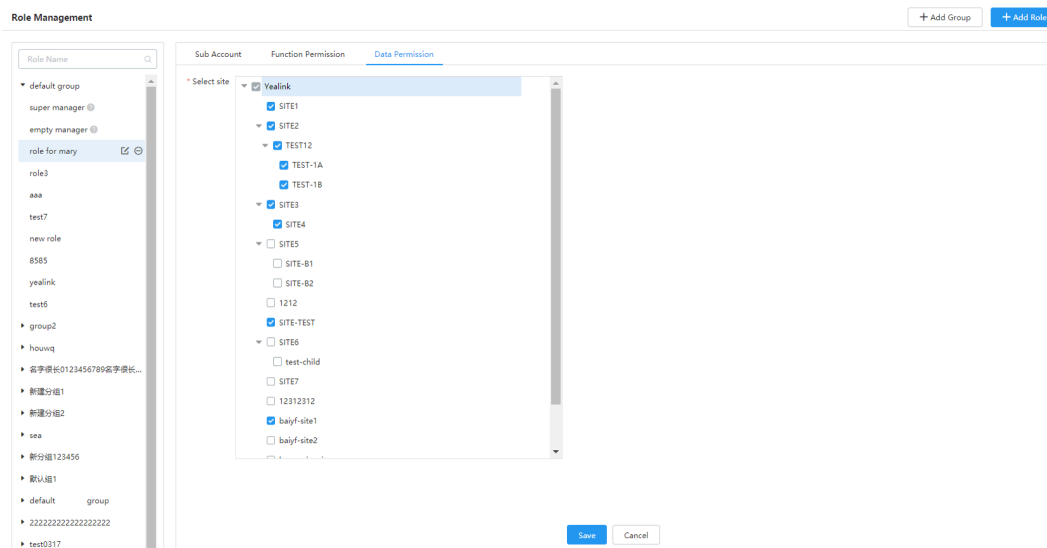 Role Management
+ Add Group
+ Add Role
Role Name
default group
super manager
empty manager
role for mary
role3
aaa
test7
new role
8585
yealink
test6
group2
houwq
名字很长0123456789名字很长...
新建分组1
新建分组2
sea
新分组123456
默认组1
default group
222222222222222222
test0317
Sub Account
Function Permission
Data Permission
* Select site
Yealink
SITE1
SITE2
TEST12
TEST-1A
TEST-1B
SITE3
SITE4
SITE5
SITE-B1
SITE-B2
1212
SITE-TEST
SITE6
test-child
SITE7
12312312
baiyf-site1
baiyf-site2
Save
Cancel